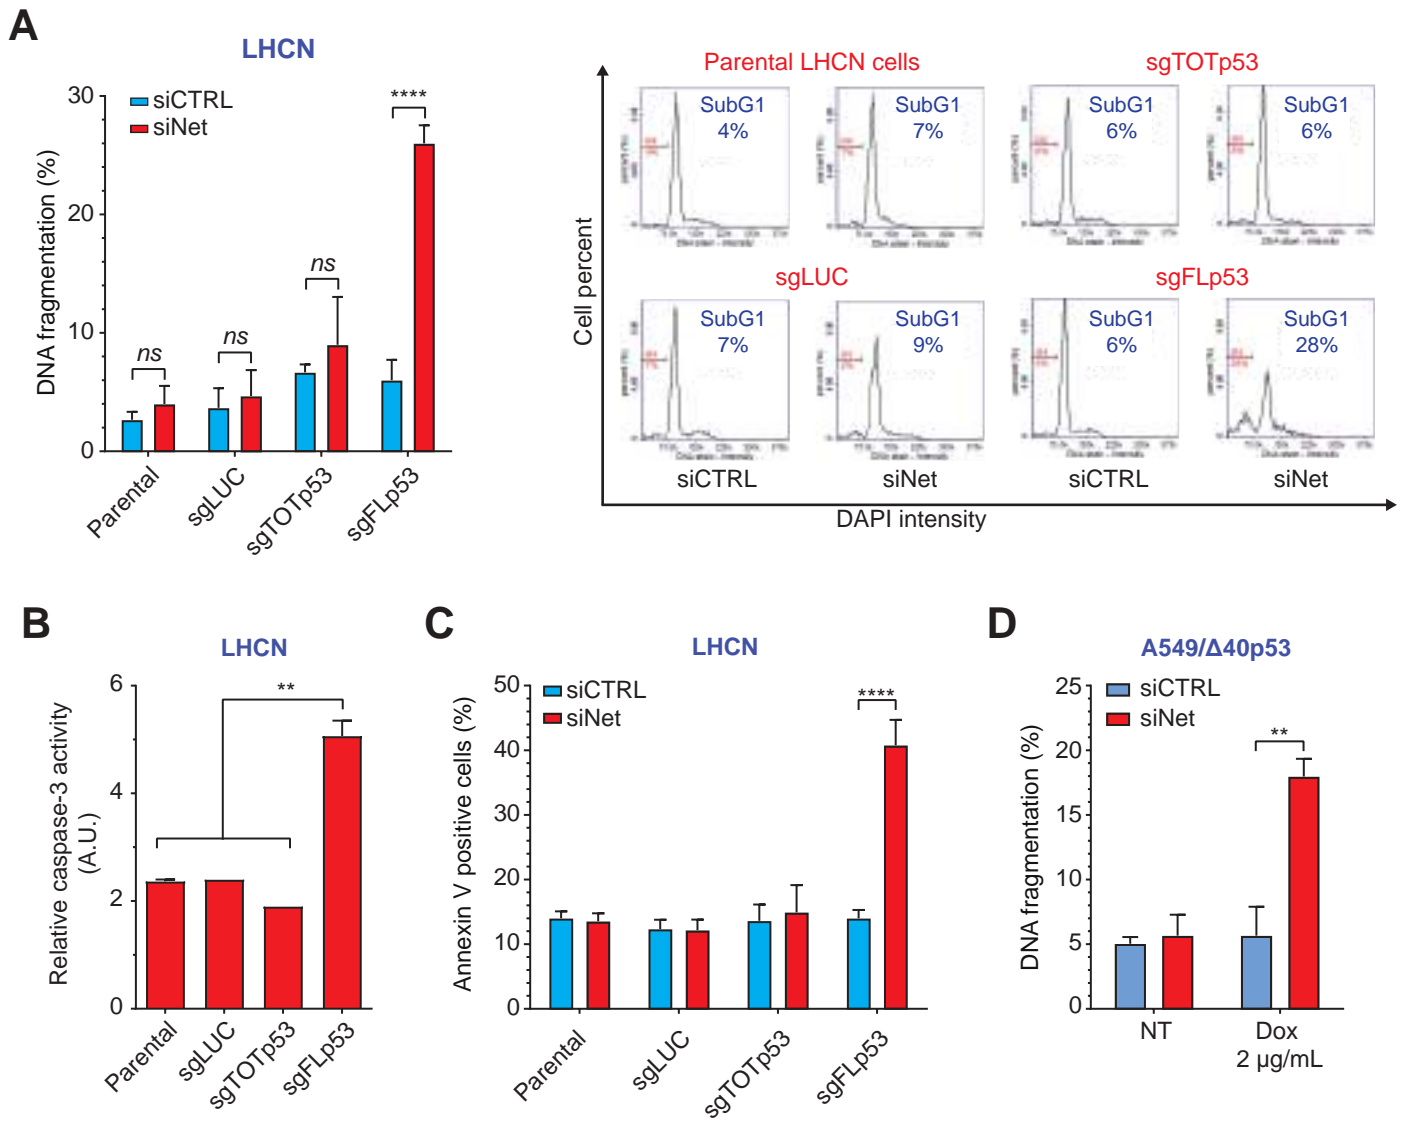 A
LHCN
siCTRL
siNet
DNA fragmentation (%)
30
20
10
0
ns
ns
ns
****
Parental
sgLUC
sgTOTp53
sgFLp53
Cell percent
Parental LHCN cells
sgTOTp53
SubG1
4%
SubG1
7%
SubG1
6%
SubG1
6%
sgLUC
sgFLp53
SubG1
7%
SubG1
9%
SubG1
6%
SubG1
28%
siCTRL
siNet
siCTRL
siNet
DAPI intensity
B
LHCN
Relative caspase-3 activity
(A.U.)
6
4
2
0
**
Parental
sgLUC
sgTOTp53
sgFLp53
C
LHCN
siCTRL
siNet
Annexin V positive cells (%)
50
40
30
20
10
0
****
Parental
sgLUC
sgTOTp53
sgFLp53
D
A549/Δ40p53
siCTRL
siNet
DNA fragmentation (%)
25
20
15
10
5
0
**
NT
Dox
2 µg/mL